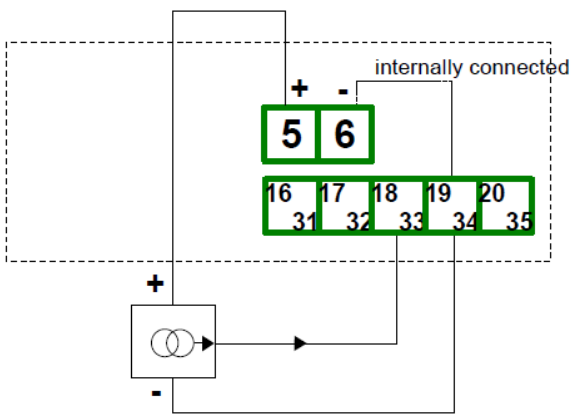 internally connected
+ -
5 6
16 17 18 19 20
31 32 33 34 35
+
-